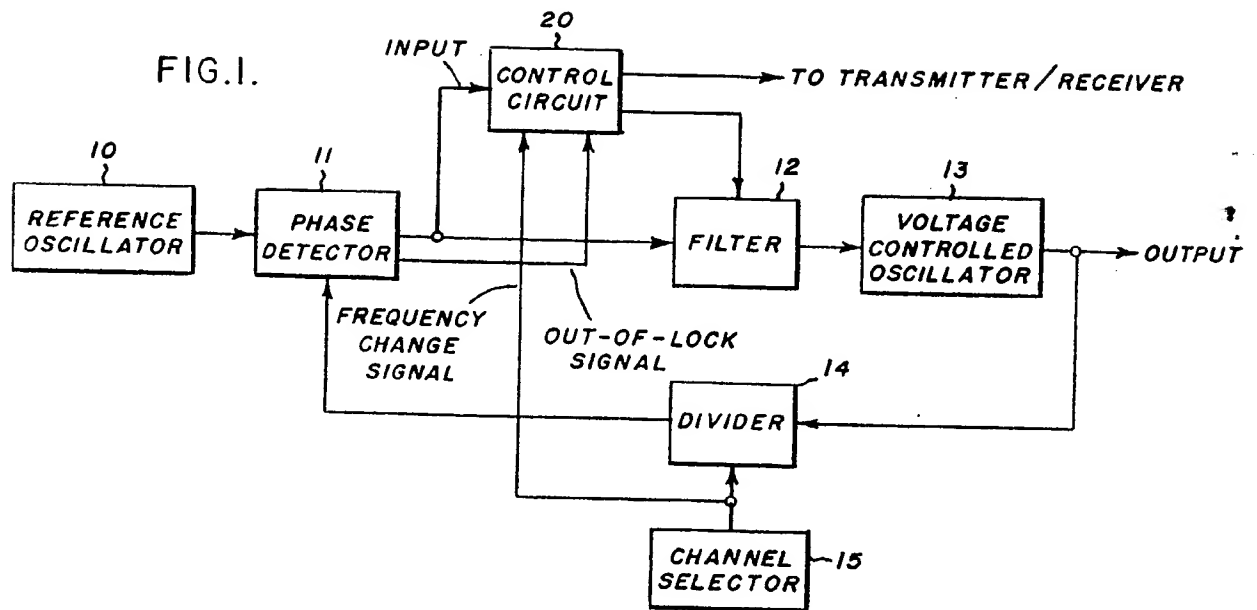 FIG.1.
INPUT
20
CONTROL
CIRCUIT
TO TRANSMITTER/RECEIVER
10
REFERENCE
OSCILLATOR
11
PHASE
DETECTOR
12
FILTER
13
VOLTAGE
CONTROLLED
OSCILLATOR
OUTPUT
FREQUENCY
CHANGE
SIGNAL
OUT-OF-LOCK
SIGNAL
14
DIVIDER
CHANNEL
SELECTOR
15